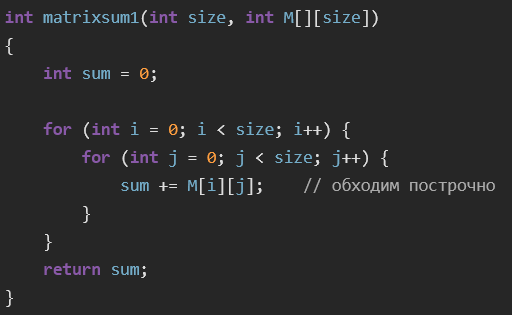 int matrixsum1(int size, int M[][size])
{
    int sum = 0;

    for (int i = 0; i < size; i++) {
        for (int j = 0; j < size; j++) {
            sum += M[i][j];    // обходим построчно
        }
    }
    return sum;
}